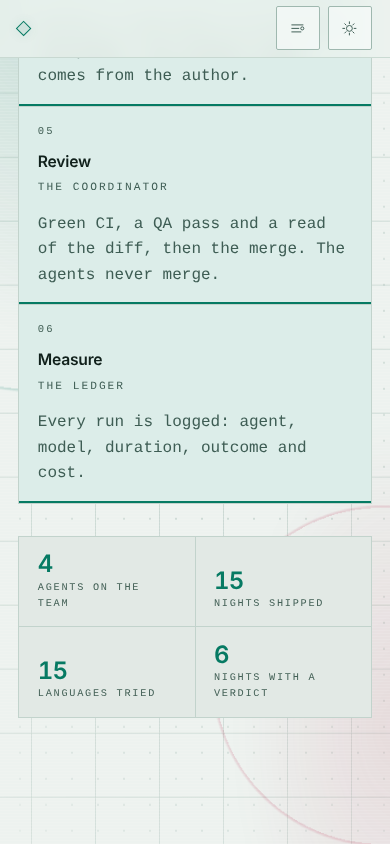 comes from the author.
05
Review
THE COORDINATOR
Green CI, a QA pass and a read
of the diff, then the merge. The
agents never merge.
06
Measure
THE LEDGER
Every run is logged: agent,
model, duration, outcome and
cost.
4
AGENTS ON THE
TEAM
15
NIGHTS SHIPPED
15
LANGUAGES TRIED
6
NIGHTS WITH A
VERDICT